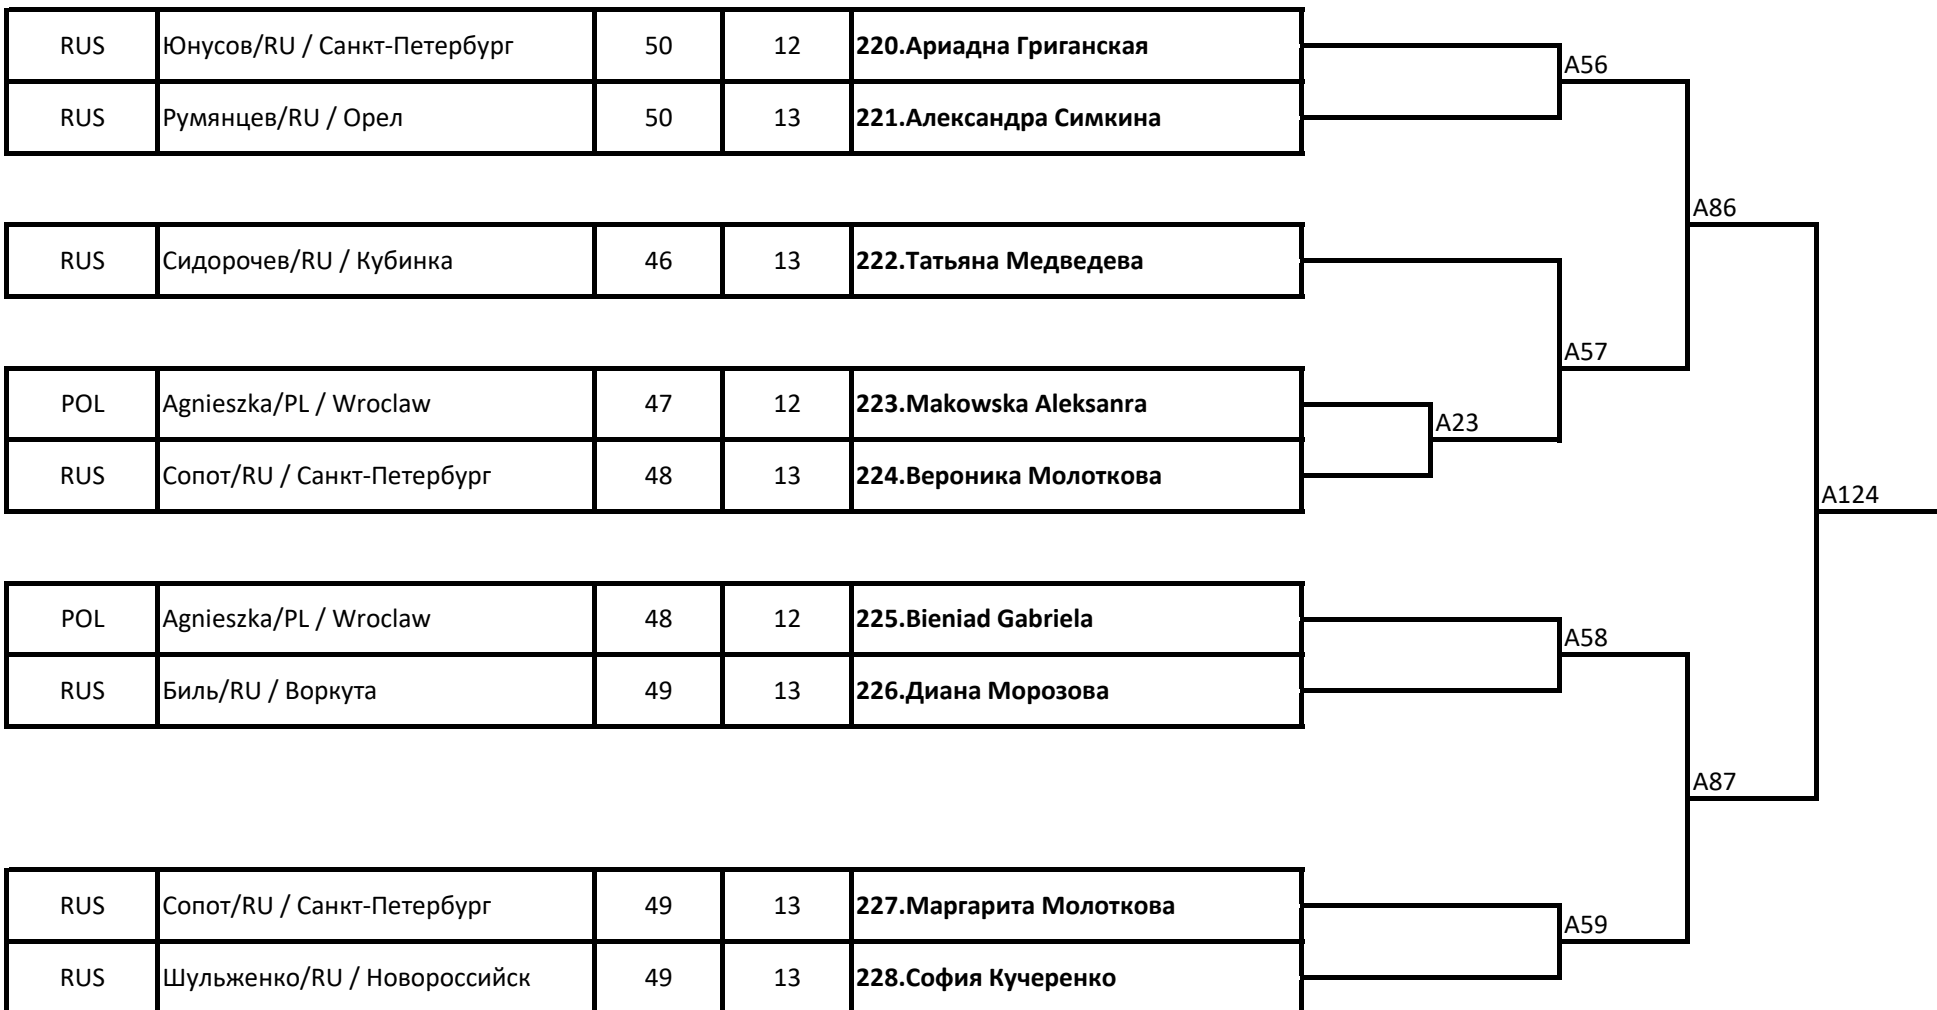 RUS Юнусов/RU / Санкт-Петербург 50 12 220.Ариадна Григанская
A56
RUS Румянцев/RU / Орел 50 13 221.Александра Симкина
A86
RUS Сидорочев/RU / Кубинка 46 13 222.Татьяна Медведева
A57
POL Agnieszka/PL / Wroclaw 47 12 223.Makowska Aleksanra
A23
RUS Сопот/RU / Санкт-Петербург 48 13 224.Вероника Молоткова
A124
POL Agnieszka/PL / Wroclaw 48 12 225.Bieniad Gabriela
A58
RUS Биль/RU / Воркута 49 13 226.Диана Морозова
A87
RUS Сопот/RU / Санкт-Петербург 49 13 227.Маргарита Молоткова
A59
RUS Шульженко/RU / Новороссийск 49 13 228.София Кучеренко